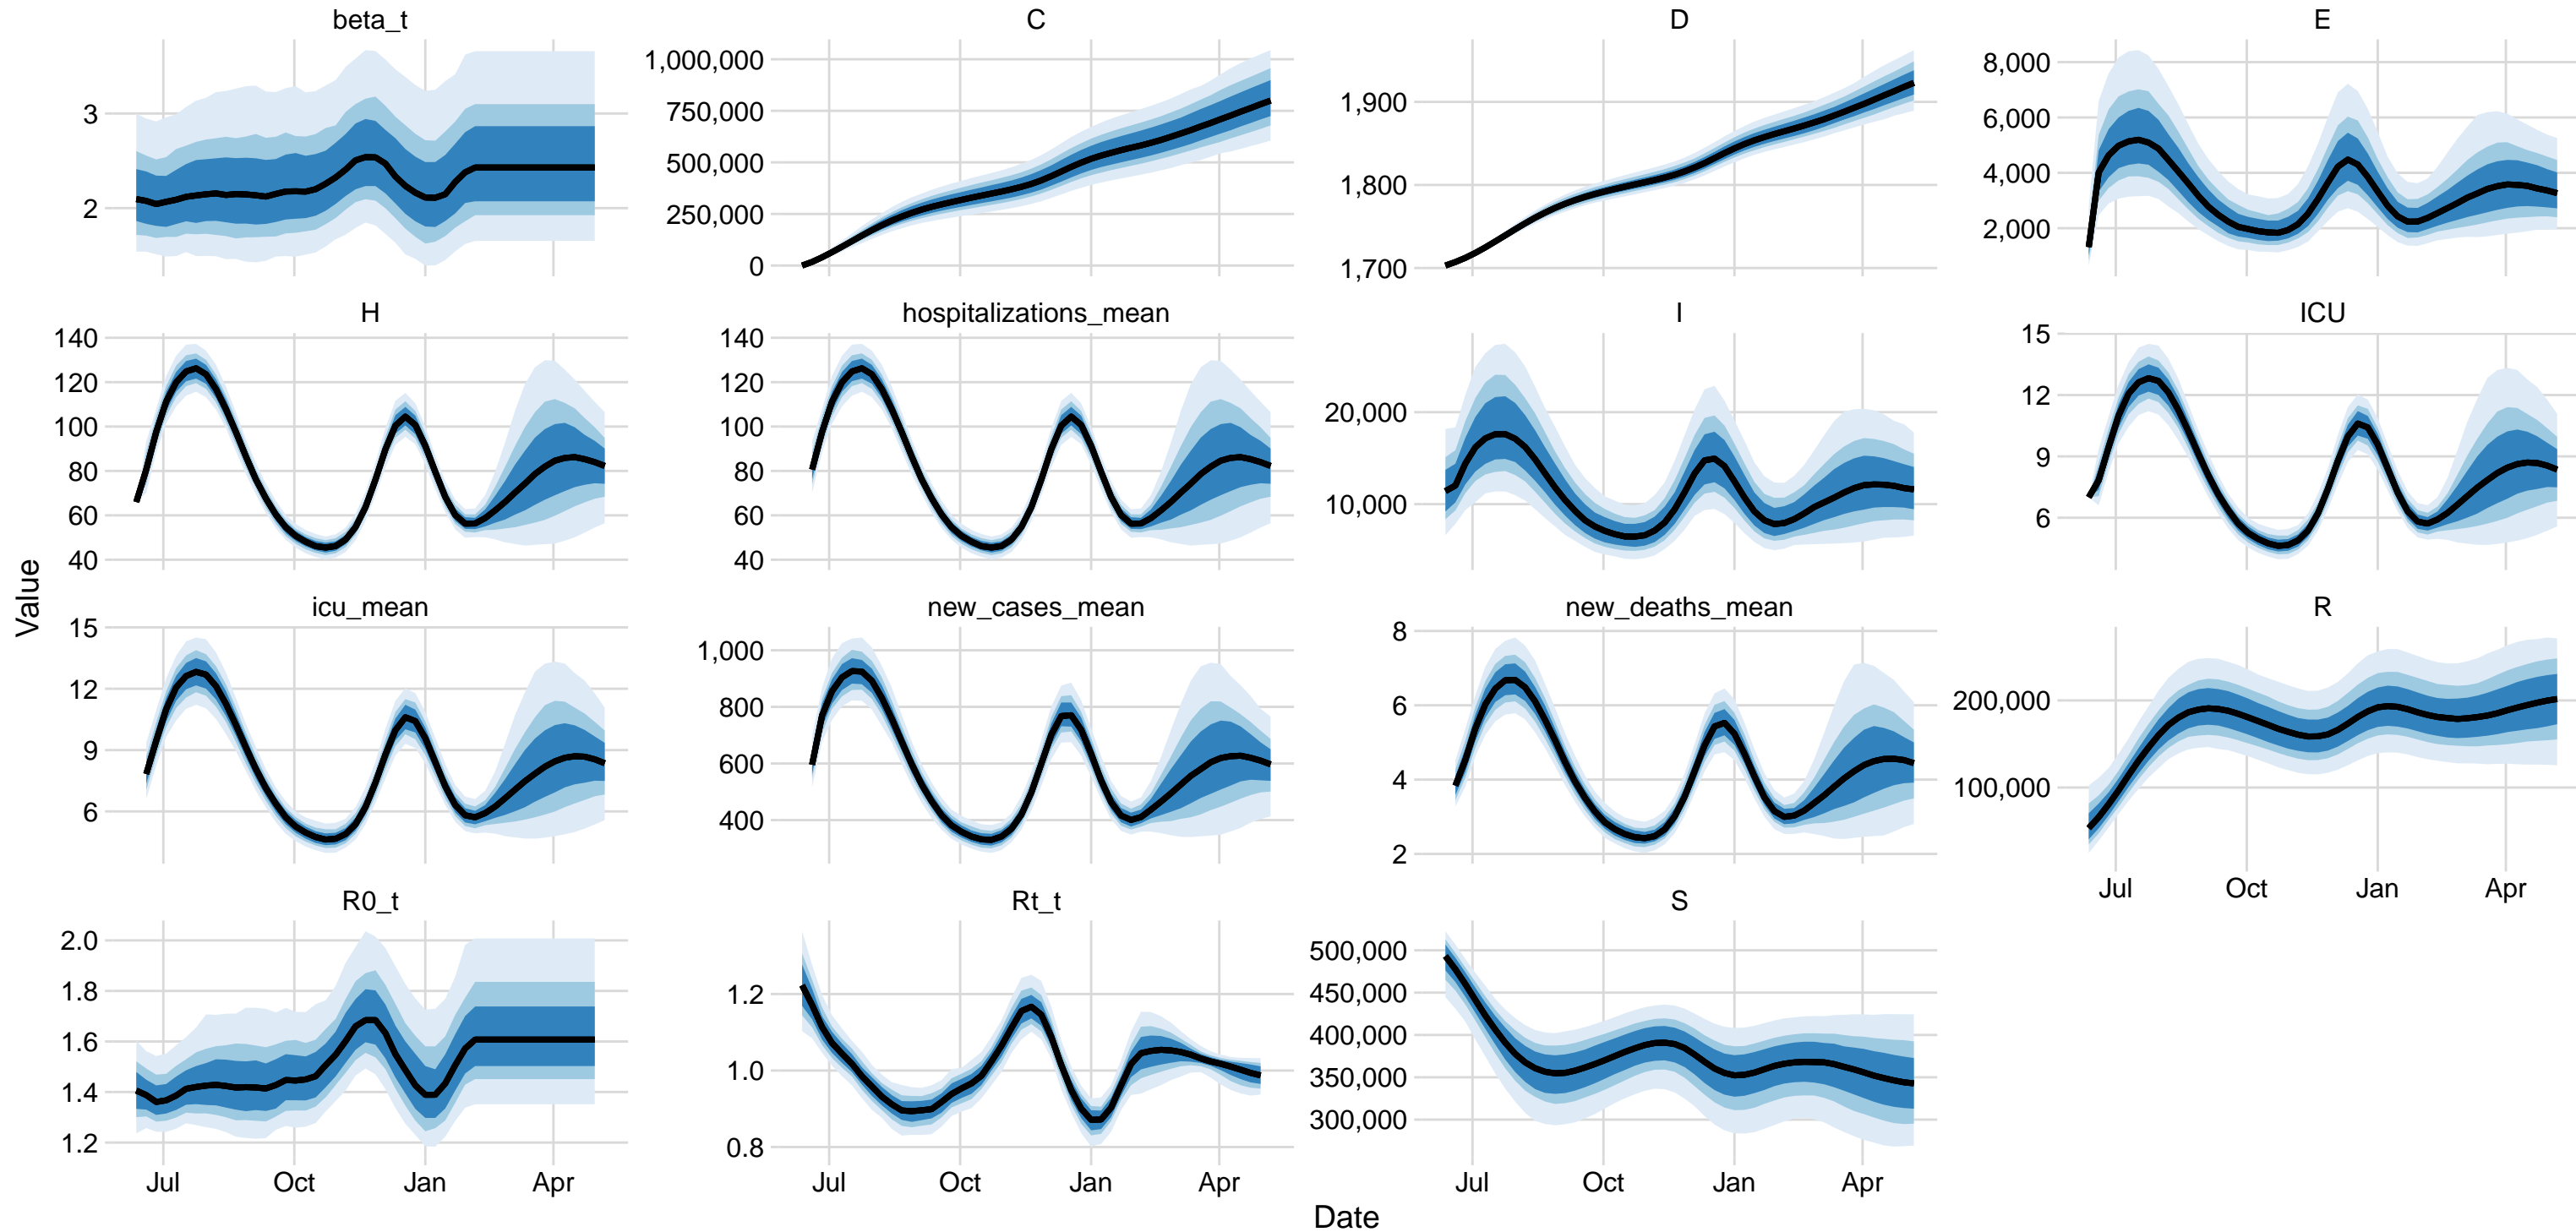 beta_t
C
D
E
3
2
1,000,000
750,000
500,000
250,000
0
1,900
1,800
1,700
8,000
6,000
4,000
2,000
H
hospitalizations_mean
I
ICU
140
120
100
80
60
40
140
120
100
80
60
40
20,000
10,000
15
12
9
6
Value
icu_mean
new_cases_mean
new_deaths_mean
R
15
12
9
6
1,000
800
600
400
8
6
4
2
200,000
100,000
Jul Oct Jan Apr
R0_t
Rt_t
S
2.0
1.8
1.6
1.4
1.2
1.2
1.0
0.8
500,000
450,000
400,000
350,000
300,000
Jul Oct Jan Apr
Jul Oct Jan Apr
Jul Oct Jan Apr
Date